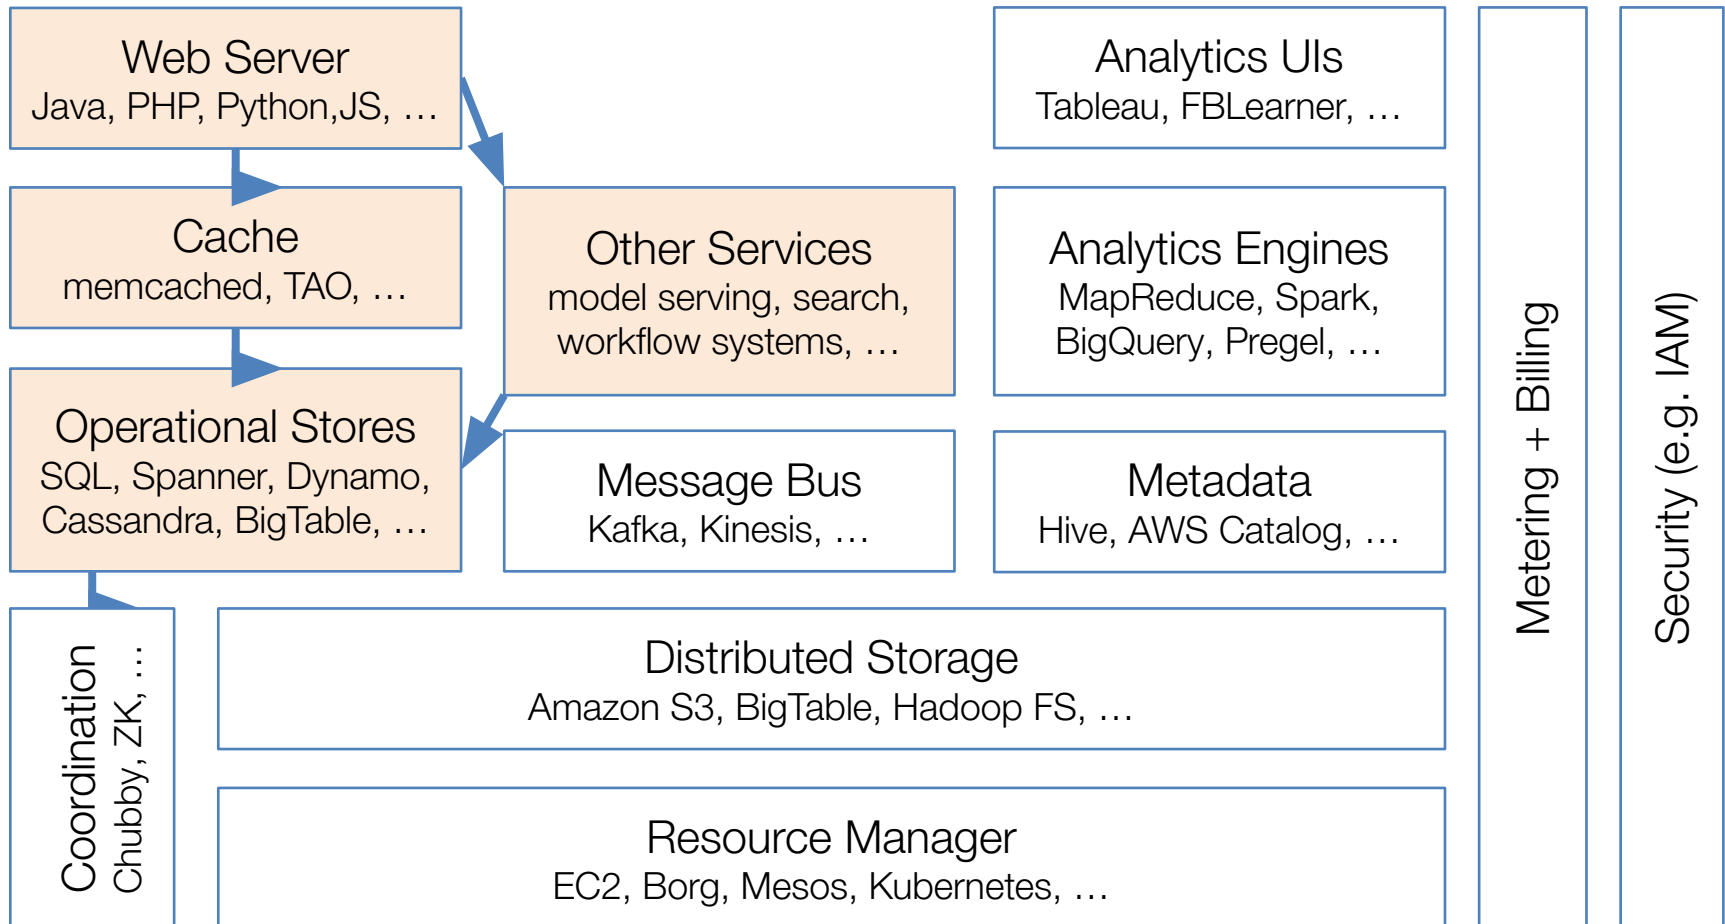 Web Server
Java, PHP, Python,JS, …
Analytics UIs
Tableau, FBLearner, …
Cache
memcached, TAO, …
Other Services
model serving, search,
workflow systems, …
Analytics Engines
MapReduce, Spark,
BigQuery, Pregel, …
Operational Stores
SQL, Spanner, Dynamo,
Cassandra, BigTable, …
Message Bus
Kafka, Kinesis, …
Metadata
Hive, AWS Catalog, …
Coordination
Chubby, ZK, …
Distributed Storage
Amazon S3, BigTable, Hadoop FS, …
Resource Manager
EC2, Borg, Mesos, Kubernetes, …
Metering + Billing
Security (e.g. IAM)